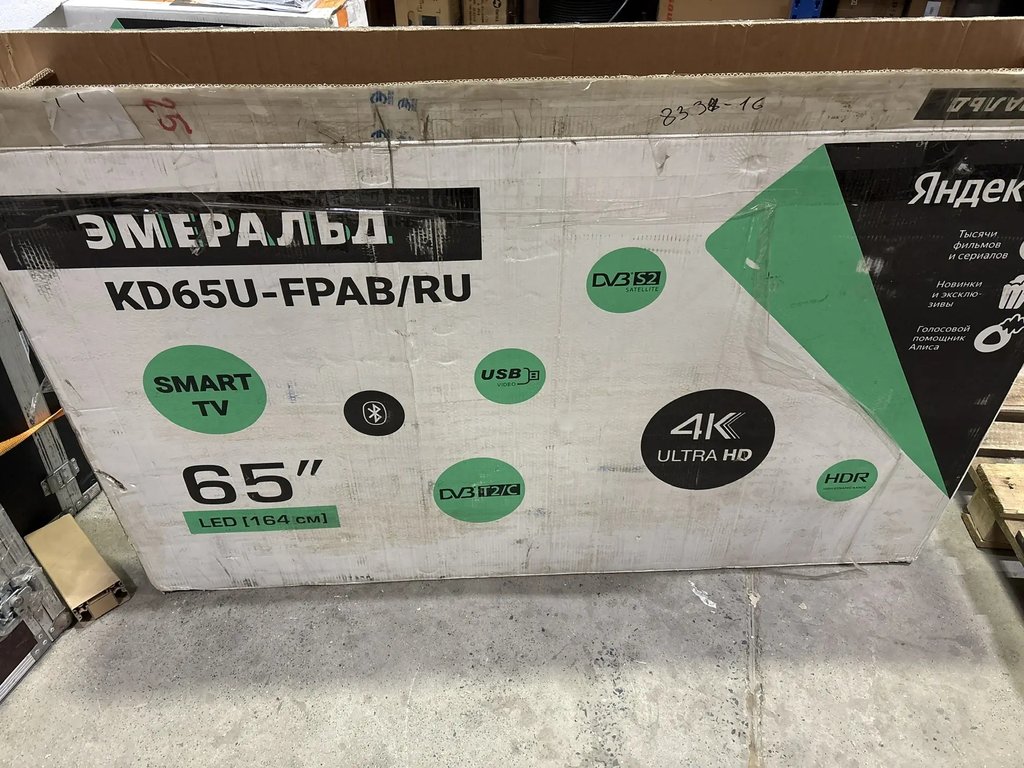 25
8338-16
ЭМЕРАЛЬД
KD65U-FPAB/RU
SMART
TV
65"
LED [164 см]
USB
VIDEO
DVB T2/C
DVB S2
SATELLITE
4K
ULTRA HD
HDR
Яндек
Тысячи
фильмов
и сериалов
Новинки
и эксклю-
зивы
Голосовой
помощник
Алиса